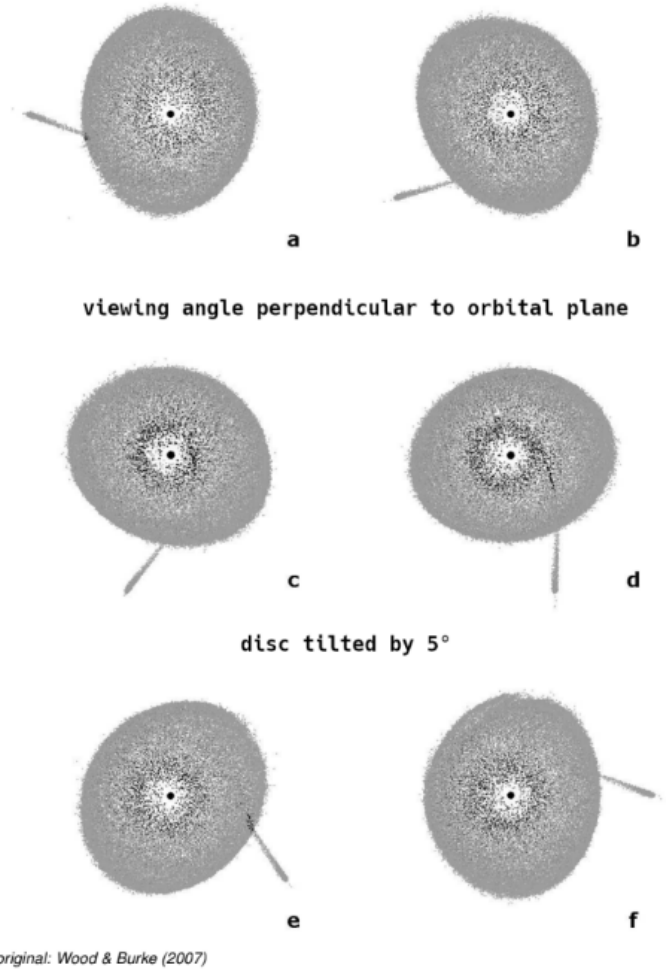 a
b
viewing angle perpendicular to orbital plane
c
d
disc tilted by 5°
e
f
original: Wood & Burke (2007)